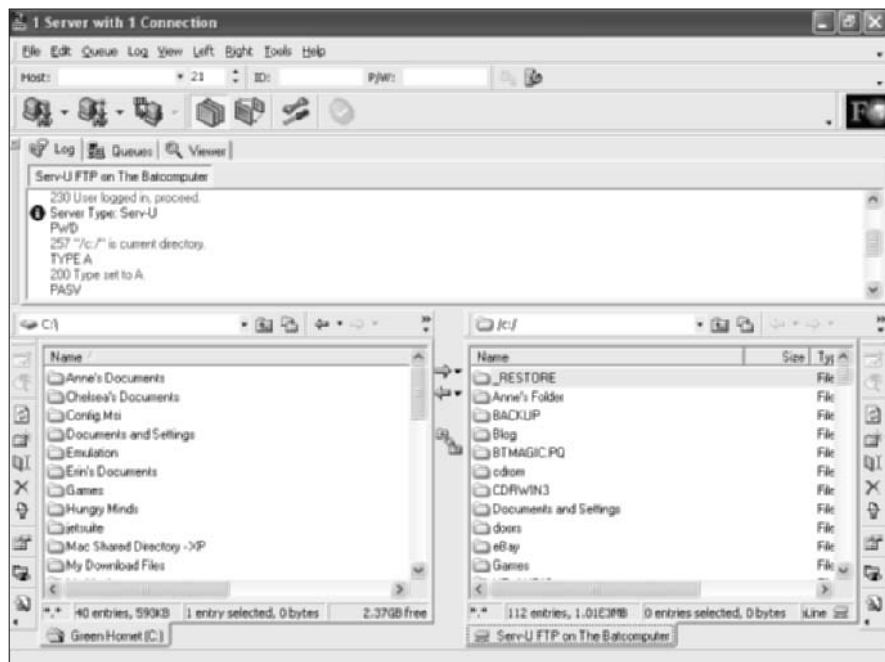 1 Server with 1 Connection
File Edit Queue Log View Left Right Tools Help
Host: 21 ID: P/W:
Log Queues Viewer
Serv-U FTP on The Batcomputer
230 User logged in, proceed.
Server Type: Serv-U
PWD
257 "/c:/" is current directory.
TYPE A
200 Type set to A.
PASV
C:\
Name
Anne's Documents
Chelsea's Documents
Config.Msi
Documents and Settings
Emulation
Erin's Documents
Games
Hungry Minds
jetsuite
Mac Shared Directory ->XP
My Download Files
*.* 40 entries, 590KB 1 entry selected, 0 bytes 2.37GB free
Green Hornet (C:)
/c:/
Name Size Typ
_RESTORE File
Anne's Folder File
BACKUP File
Blog File
BTMAGIC.PQ File
cdrom File
CDRWIN3 File
Documents and Settings File
doors File
eBay File
Games File
*.* 112 entries, 1.01E3MB 0 entries selected, 0 bytes
Serv-U FTP on The Batcomputer